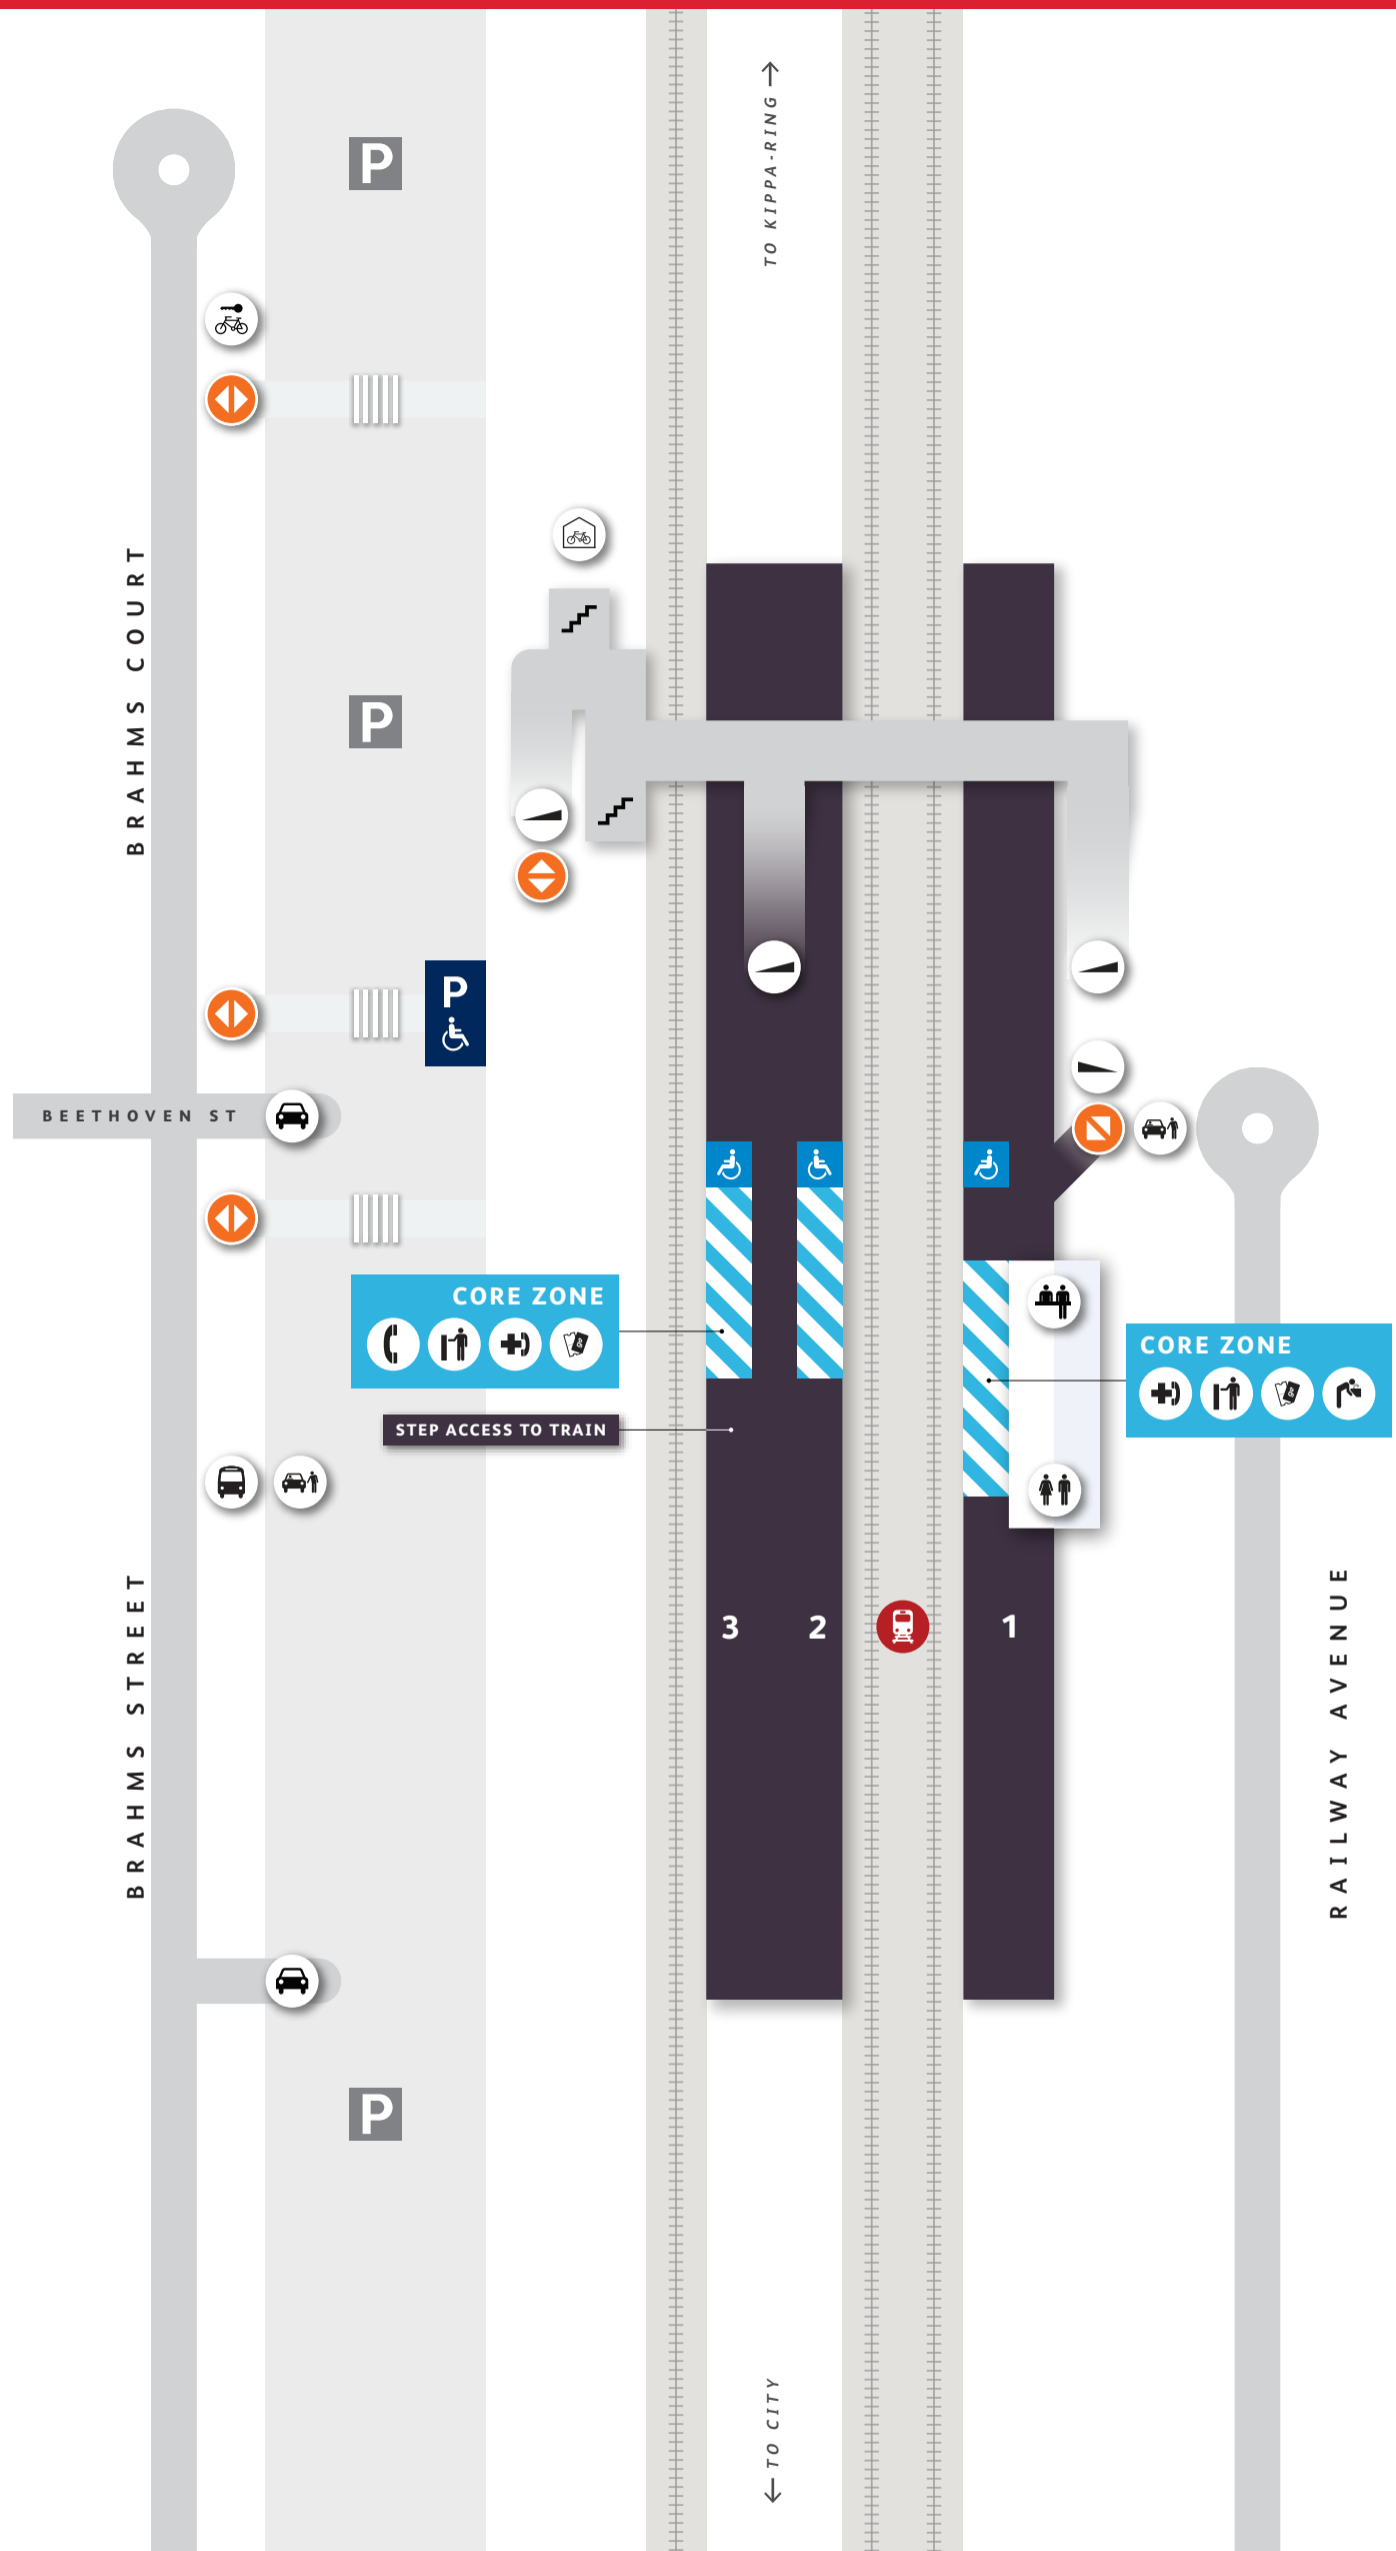 P
TO KIPPA-RING →
BRAHMS COURT
P
P
BEETHOVEN ST
CORE ZONE
CORE ZONE
STEP ACCESS TO TRAIN
3
2
1
BRAHMS STREET
RAILWAY AVENUE
P
← TO CITY